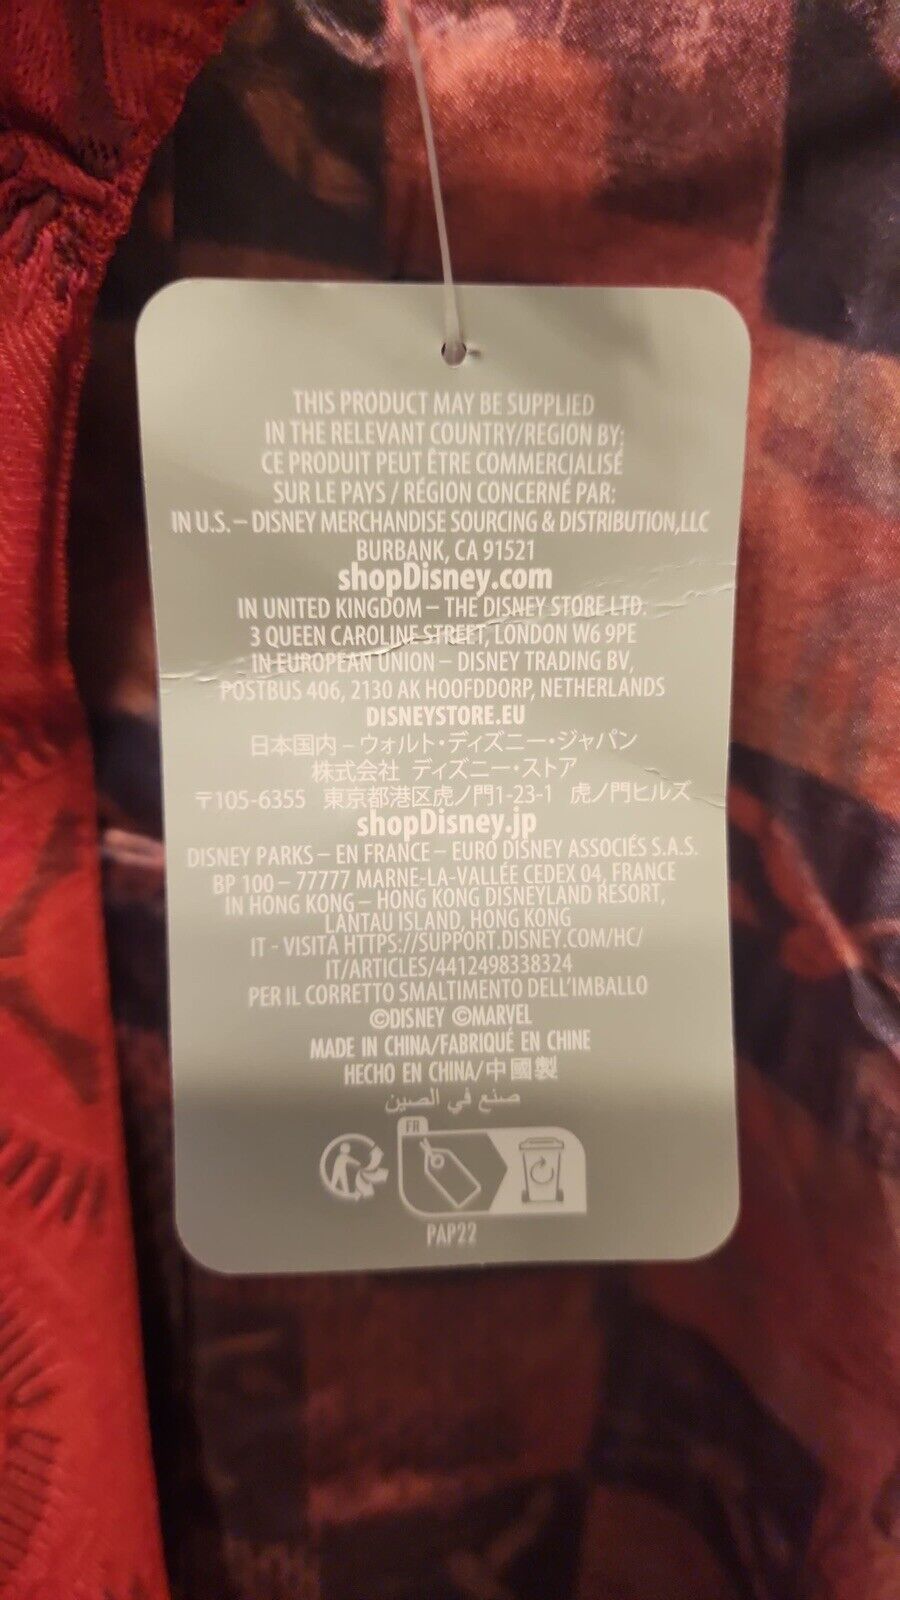 THIS PRODUCT MAY BE SUPPLIED
IN THE RELEVANT COUNTRY/REGION BY:
CE PRODUIT PEUT ÊTRE COMMERCIALISÉ
SUR LE PAYS / RÉGION CONCERNÉ PAR:
IN U.S. – DISNEY MERCHANDISE SOURCING & DISTRIBUTION,LLC
BURBANK, CA 91521
shopDisney.com
IN UNITED KINGDOM – THE DISNEY STORE LTD.
3 QUEEN CAROLINE STREET, LONDON W6 9PE
IN EUROPEAN UNION – DISNEY TRADING BV,
POSTBUS 406, 2130 AK HOOFDDORP, NETHERLANDS
DISNEYSTORE.EU
日本国内 – ウォルト・ディズニー・ジャパン
株式会社 ディズニー・ストア
〒105-6355 東京都港区虎ノ門1-23-1 虎ノ門ヒルズ
shopDisney.jp
DISNEY PARKS – EN FRANCE – EURO DISNEY ASSOCIÉS S.A.S.
BP 100 – 77777 MARNE-LA-VALLÉE CEDEX 04, FRANCE
IN HONG KONG – HONG KONG DISNEYLAND RESORT,
LANTAU ISLAND, HONG KONG
IT - VISITA HTTPS://SUPPORT.DISNEY.COM/HC/
IT/ARTICLES/4412498338324
PER IL CORRETTO SMALTIMENTO DELL'IMBALLO
©DISNEY ©MARVEL
MADE IN CHINA/FABRIQUÉ EN CHINE
HECHO EN CHINA/中國製
صنع في الصين
FR
PAP22